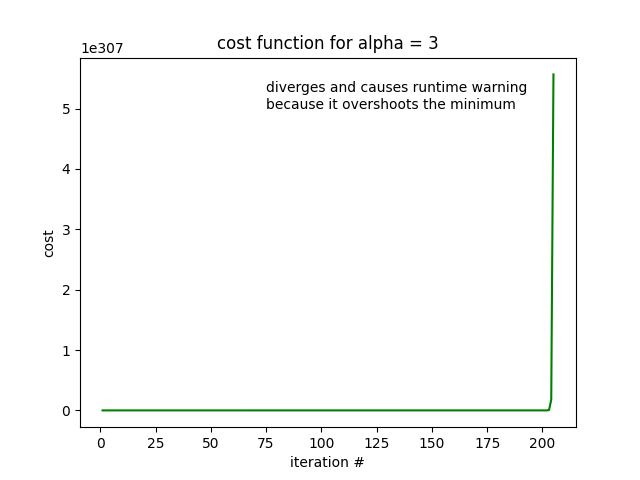 cost function for alpha = 3
1e307
diverges and causes runtime warning
because it overshoots the minimum
5
4
3
2
1
0
cost
0 25 50 75 100 125 150 175 200
iteration #